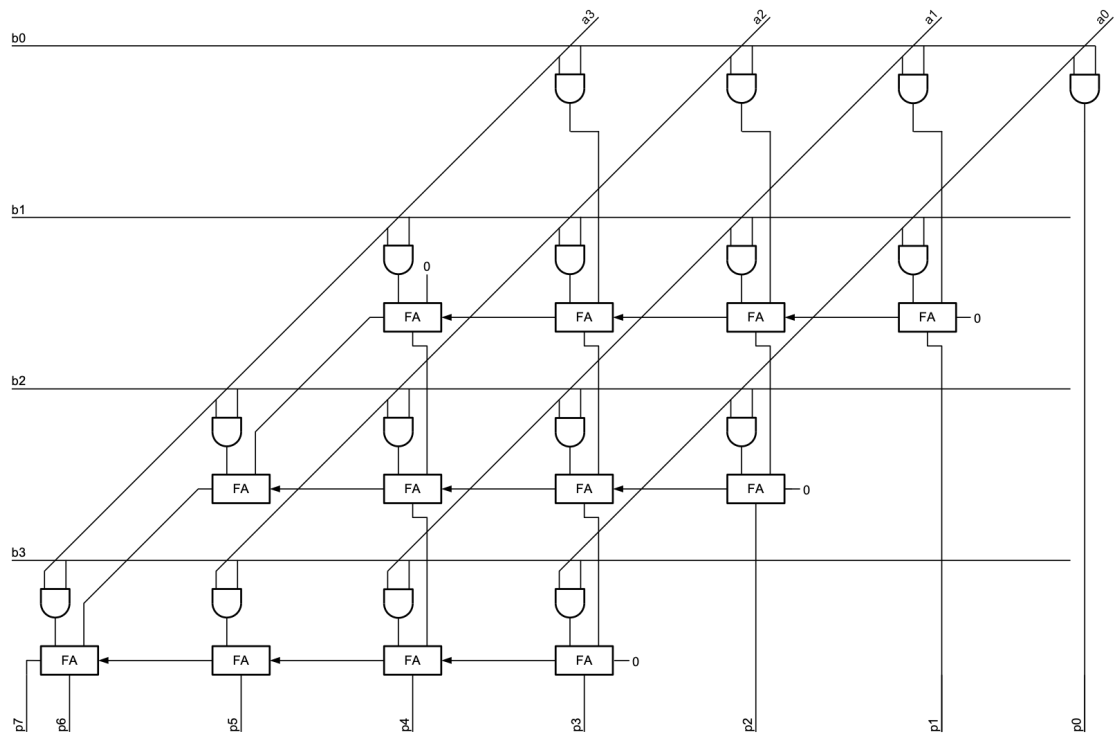 a3 a2 a1 a0
b0
b1
0
FA FA FA FA 0
b2
FA FA FA FA 0
b3
FA FA FA FA 0
p7 p6 p5 p4 p3 p2 p1 p0